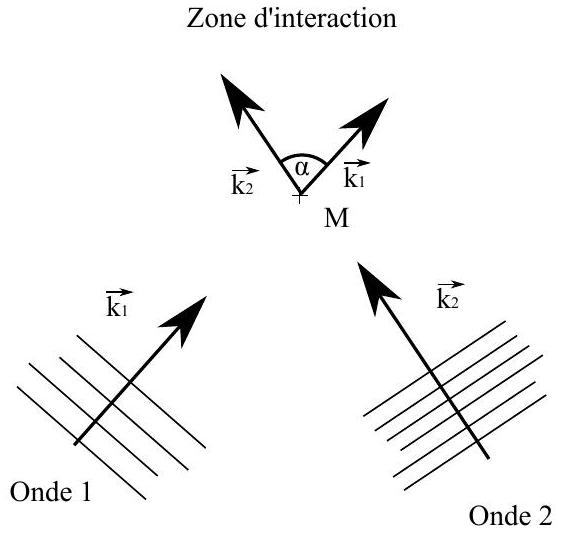 Zone d'interaction
α
k₂
k₁
M
k₁
k₂
Onde 1
Onde 2